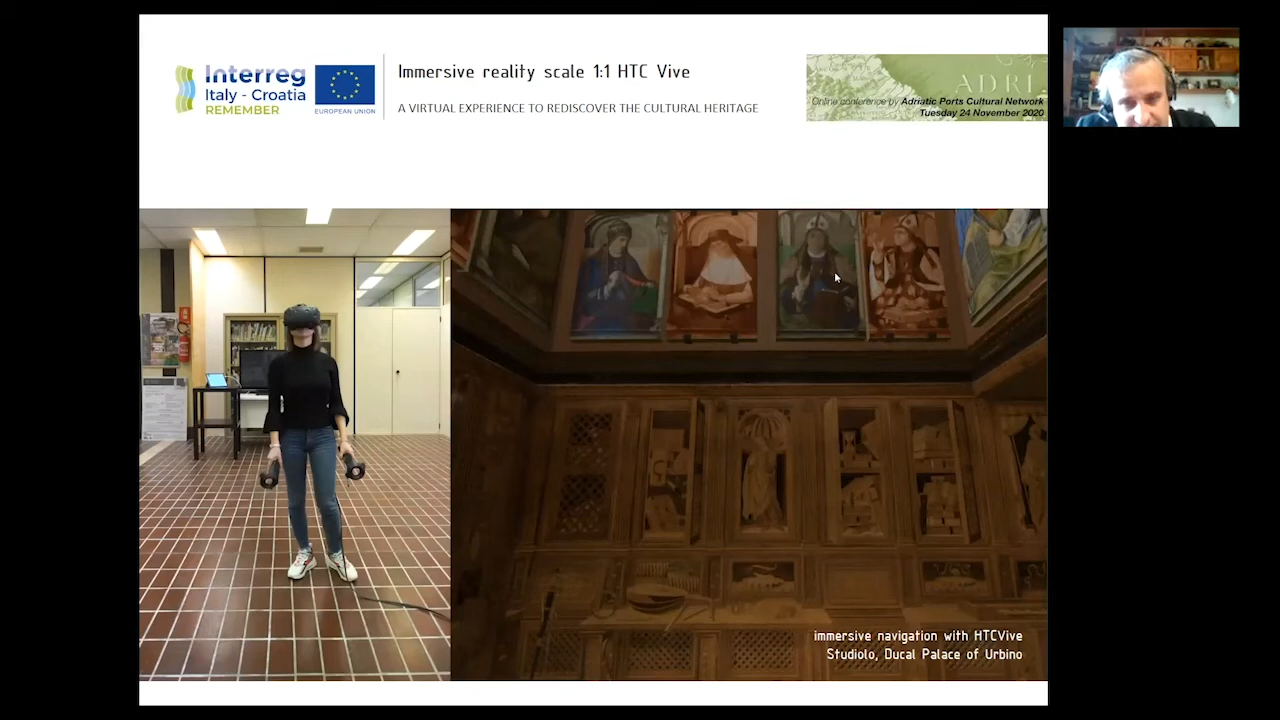 Interreg
Italy - Croatia
REMEMBER
EUROPEAN UNION
Immersive reality scale 1:1 HTC Vive
A VIRTUAL EXPERIENCE TO REDISCOVER THE CULTURAL HERITAGE
ADRI
Online conference by Adriatic Ports Cultural Network
Tuesday 24 November 2020
immersive navigation with HTCVive
Studiolo, Ducal Palace of Urbino